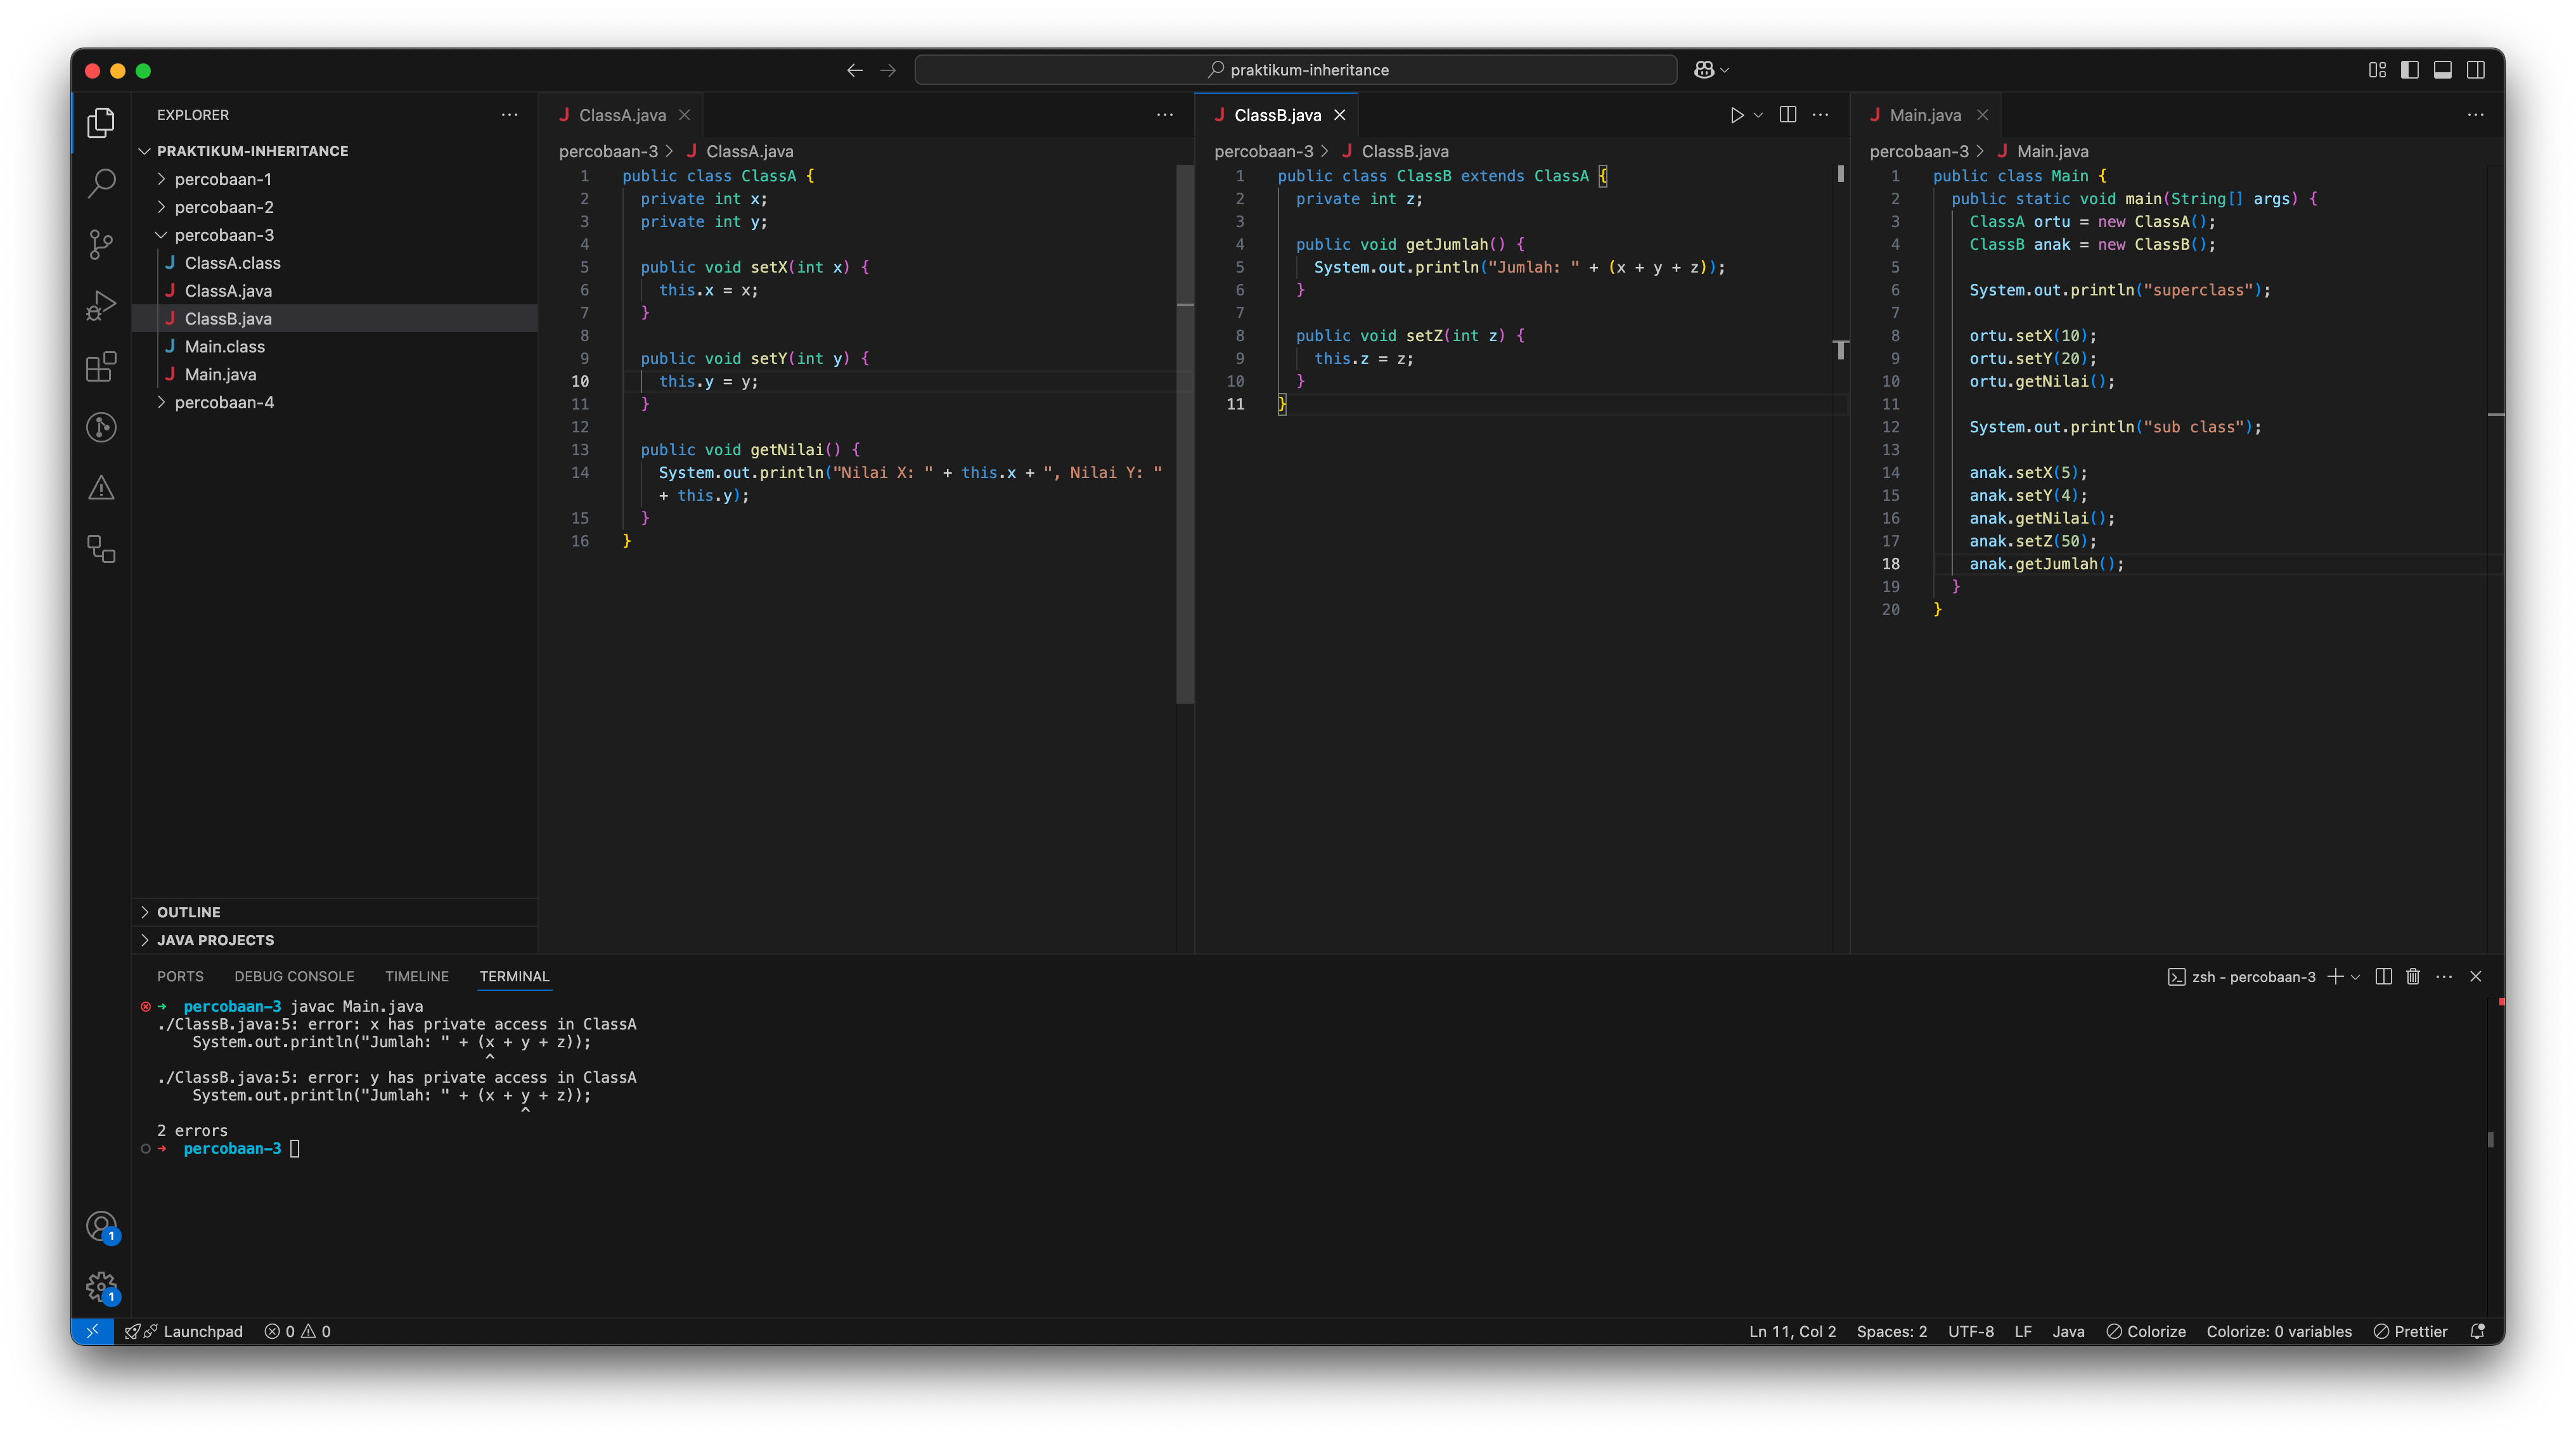 praktikum-inheritance
EXPLORER
PRAKTIKUM-INHERITANCE
percobaan-1
percobaan-2
percobaan-3
ClassA.class
ClassA.java
ClassB.java
Main.class
Main.java
percobaan-4
OUTLINE
JAVA PROJECTS
ClassA.java
percobaan-3 > ClassA.java
1 public class ClassA {
2 private int x;
3 private int y;
4
5 public void setX(int x) {
6 this.x = x;
7 }
8
9 public void setY(int y) {
10 this.y = y;
11 }
12
13 public void getNilai() {
14 System.out.println("Nilai X: " + this.x + ", Nilai Y: "
+ this.y);
15 }
16 }
ClassB.java
percobaan-3 > ClassB.java
1 public class ClassB extends ClassA {
2 private int z;
3
4 public void getJumlah() {
5 System.out.println("Jumlah: " + (x + y + z));
6 }
7
8 public void setZ(int z) {
9 this.z = z;
10 }
11 }
Main.java
percobaan-3 > Main.java
1 public class Main {
2 public static void main(String[] args) {
3 ClassA ortu = new ClassA();
4 ClassB anak = new ClassB();
5
6 System.out.println("superclass");
7
8 ortu.setX(10);
9 ortu.setY(20);
10 ortu.getNilai();
11
12 System.out.println("sub class");
13
14 anak.setX(5);
15 anak.setY(4);
16 anak.getNilai();
17 anak.setZ(50);
18 anak.getJumlah();
19 }
20 }
PORTS DEBUG CONSOLE TIMELINE TERMINAL
zsh - percobaan-3
→ percobaan-3 javac Main.java
./ClassB.java:5: error: x has private access in ClassA
System.out.println("Jumlah: " + (x + y + z));
^
./ClassB.java:5: error: y has private access in ClassA
System.out.println("Jumlah: " + (x + y + z));
^
2 errors
→ percobaan-3
1
1
Launchpad 0 0 Ln 11, Col 2 Spaces: 2 UTF-8 LF Java Colorize Colorize: 0 variables Prettier